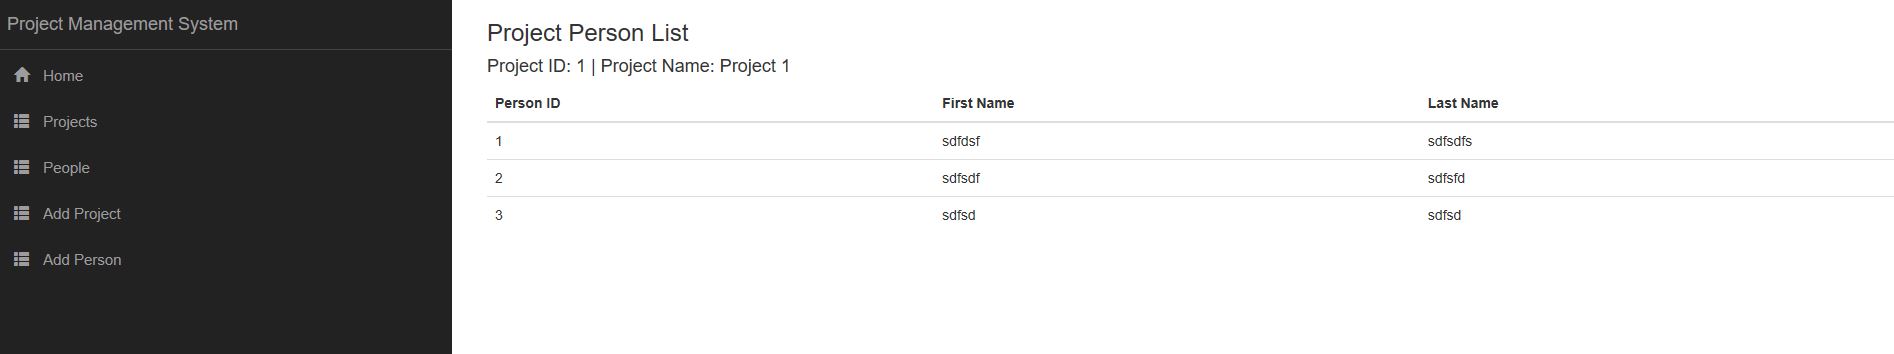 Project Management System
Home
Projects
People
Add Project
Add Person
Project Person List
Project ID: 1 | Project Name: Project 1
Person ID First Name Last Name
1 sdfdsf sdfsdfs
2 sdfsdf sdfsfd
3 sdfsd sdfsd